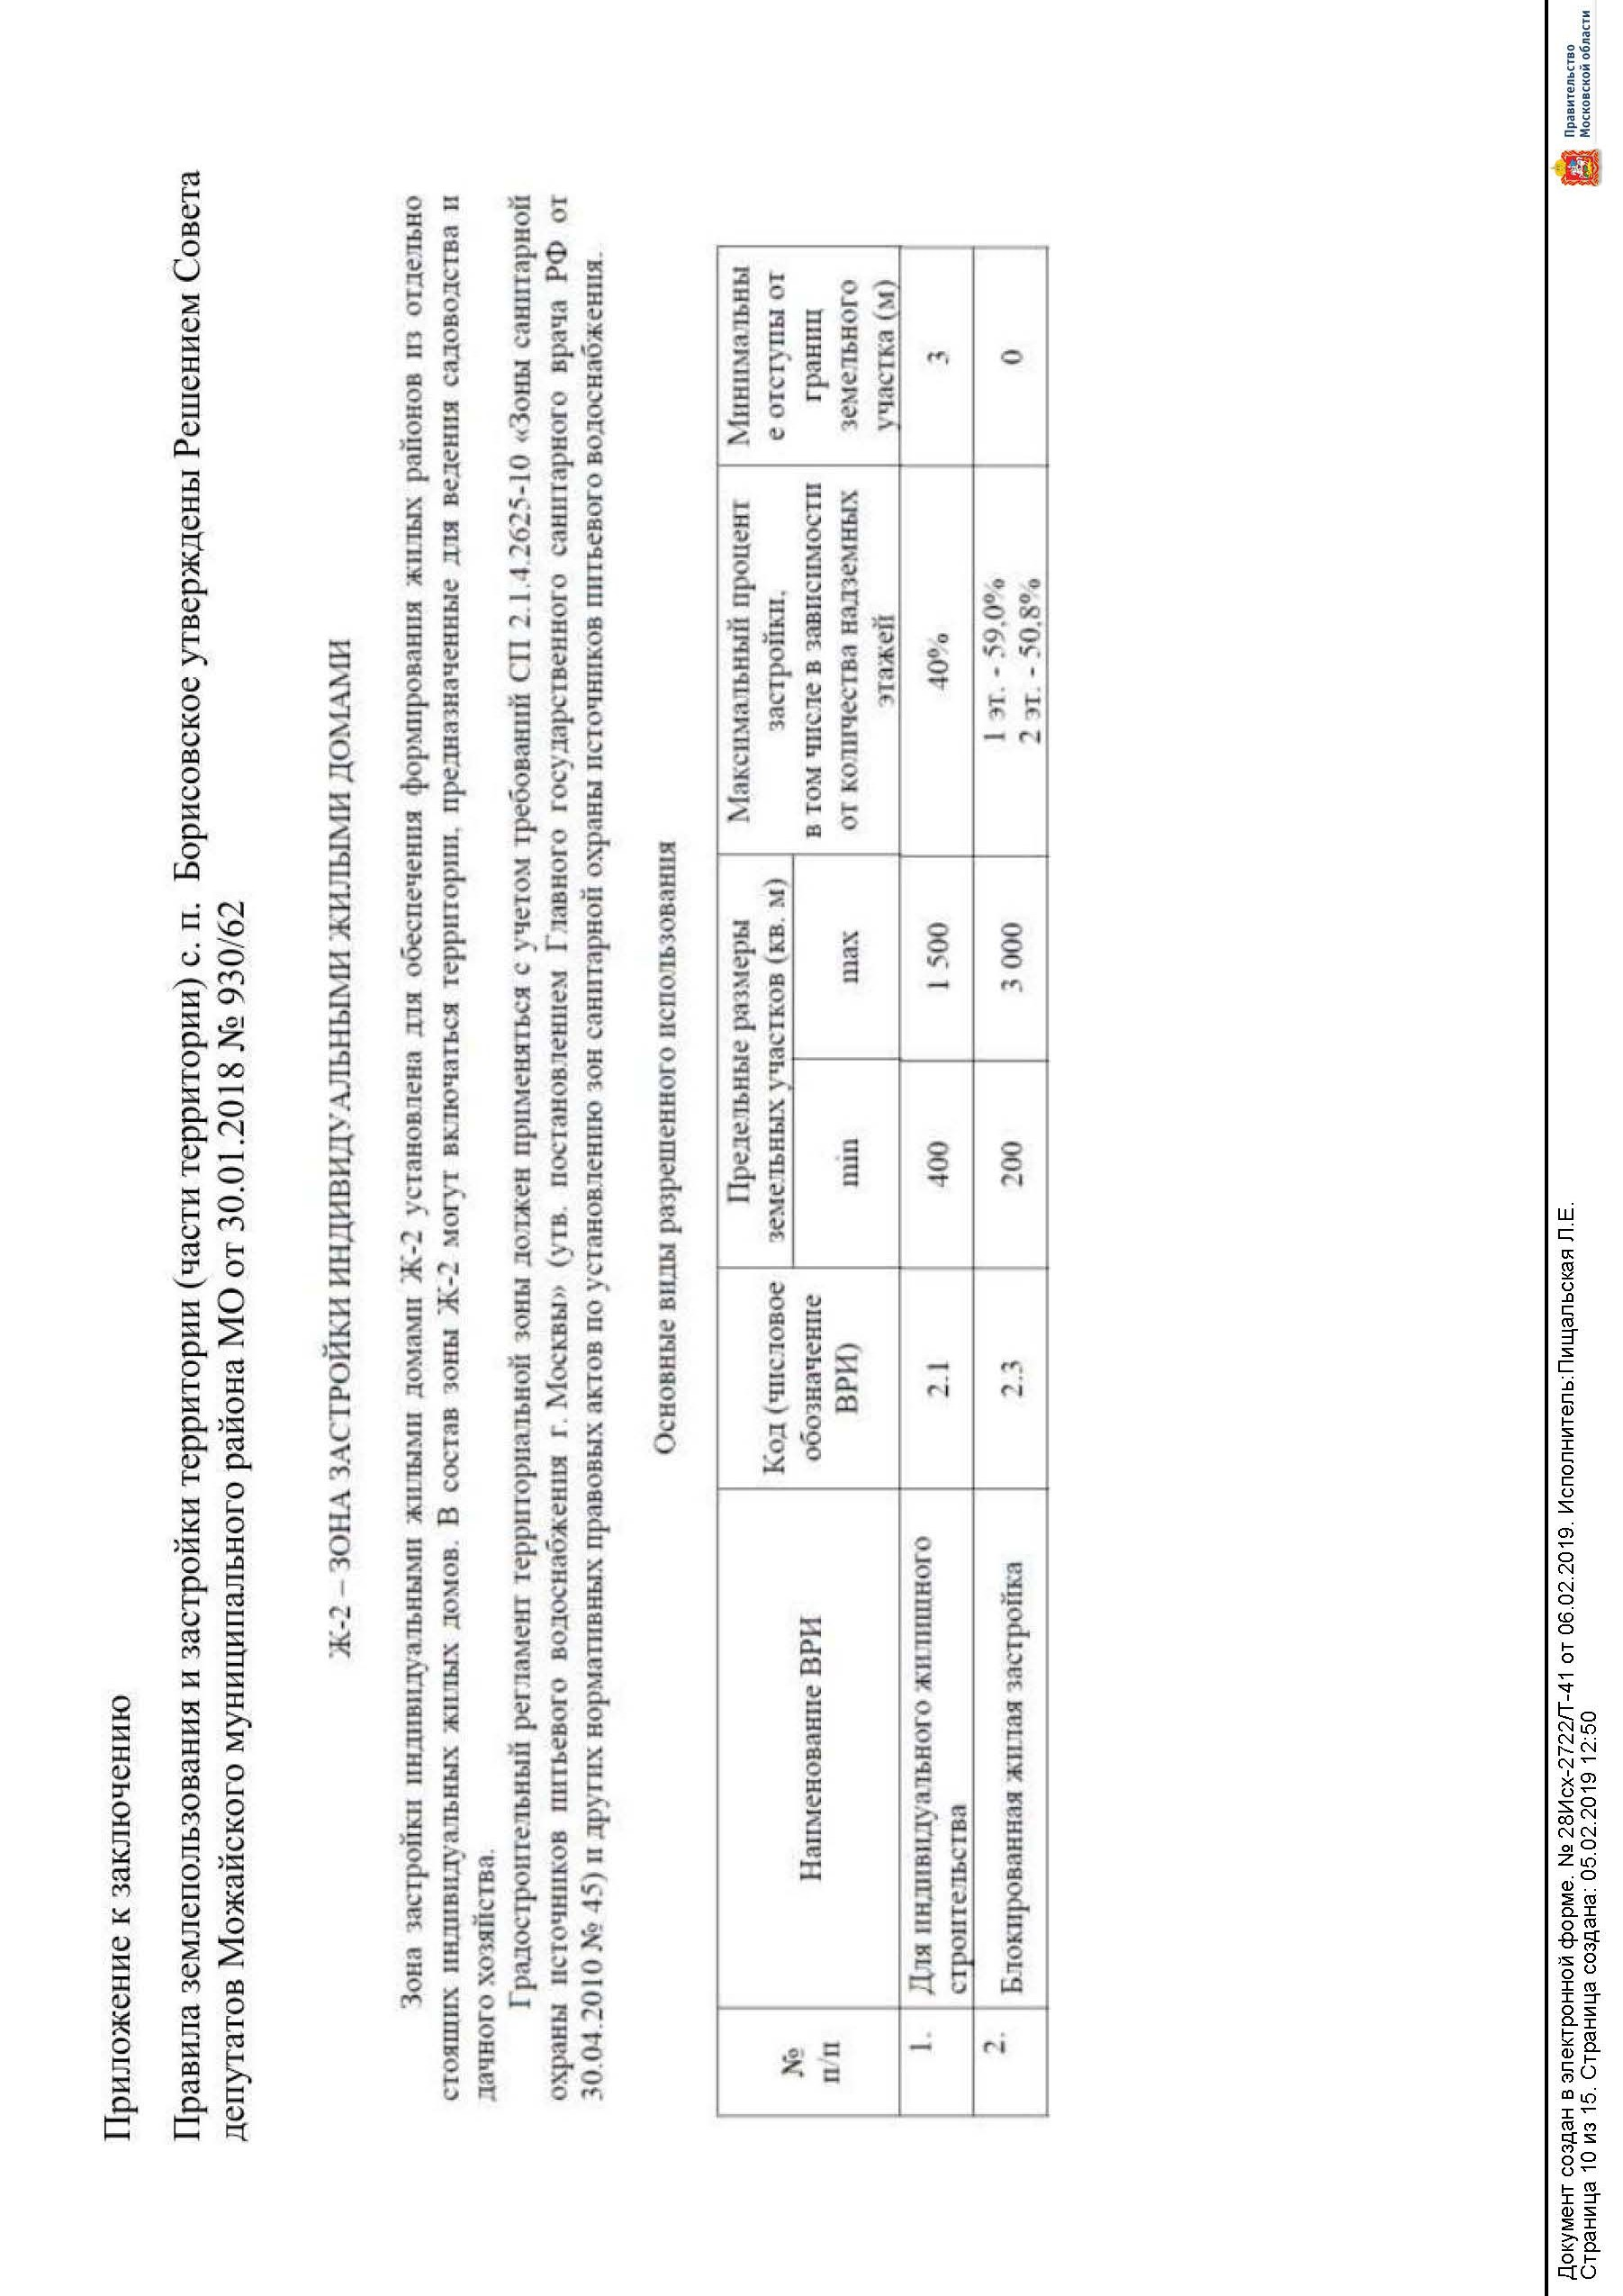 Приложение к заключению
Правила землепользования и застройки территории (части территории) с. п. Борисовское утверждены Решением Совета
депутатов Можайского муниципального района МО от 30.01.2018 № 930/62
Ж-2 – ЗОНА ЗАСТРОЙКИ ИНДИВИДУАЛЬНЫМИ ЖИЛЫМИ ДОМАМИ
Зона застройки индивидуальными жилыми домами Ж-2 установлена для обеспечения формирования жилых районов из отдельно
стоящих индивидуальных жилых домов. В состав зоны Ж-2 могут включаться территории, предназначенные для ведения садоводства и
дачного хозяйства.
Градостроительный регламент территориальной зоны должен применяться с учетом требований СП 2.1.4.2625-10 «Зоны санитарной
охраны источников питьевого водоснабжения г. Москвы» (утв. постановлением Главного государственного санитарного врача РФ от
30.04.2010 № 45) и других нормативных правовых актов по установлению зон санитарной охраны источников питьевого водоснабжения.
Основные виды разрешенного использования
№
п/п
Наименование ВРИ
Код (числовое
обозначение
ВРИ)
Предельные размеры
земельных участков (кв. м)
min
max
Максимальный процент
застройки,
в том числе в зависимости
от количества надземных
этажей
Минимальны
е отступы от
границ
земельного
участка (м)
1. Для индивидуального жилищного
строительства
2.1
400
1 500
40%
3
2. Блокированная жилая застройка
2.3
200
3 000
1 эт. - 59,0%
2 эт. - 50,8%
0
Документ создан в электронной форме. № 28Исх-2722/Т-41 от 06.02.2019. Исполнитель:Пищальская Л.Е.
Страница 10 из 15. Страница создана: 05.02.2019 12:50
Правительство
Московской области